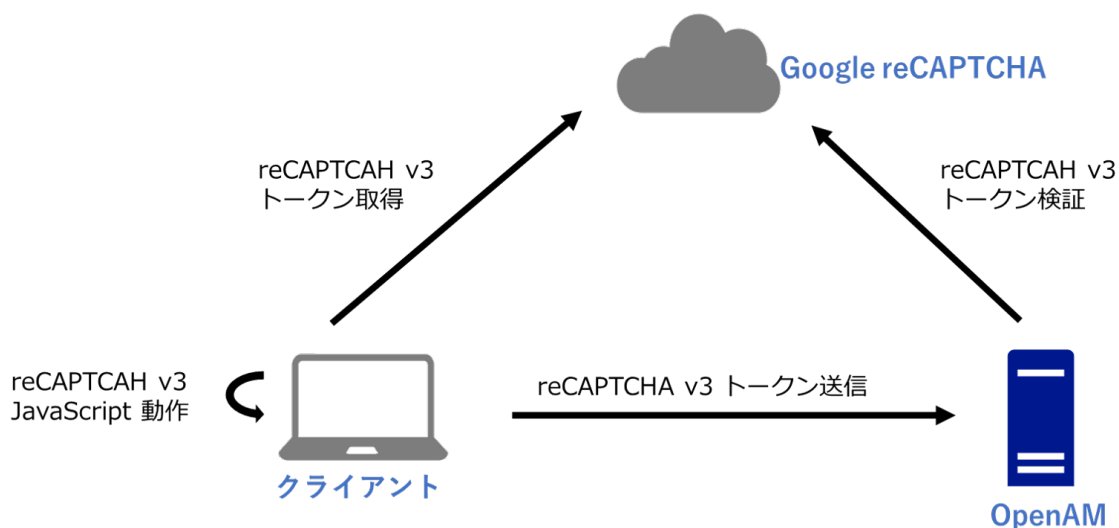 Google reCAPTCHA
reCAPTCAH v3
トークン取得
reCAPTCAH v3
トークン検証
reCAPTCAH v3
JavaScript 動作
reCAPTCHA v3 トークン送信
クライアント
OpenAM